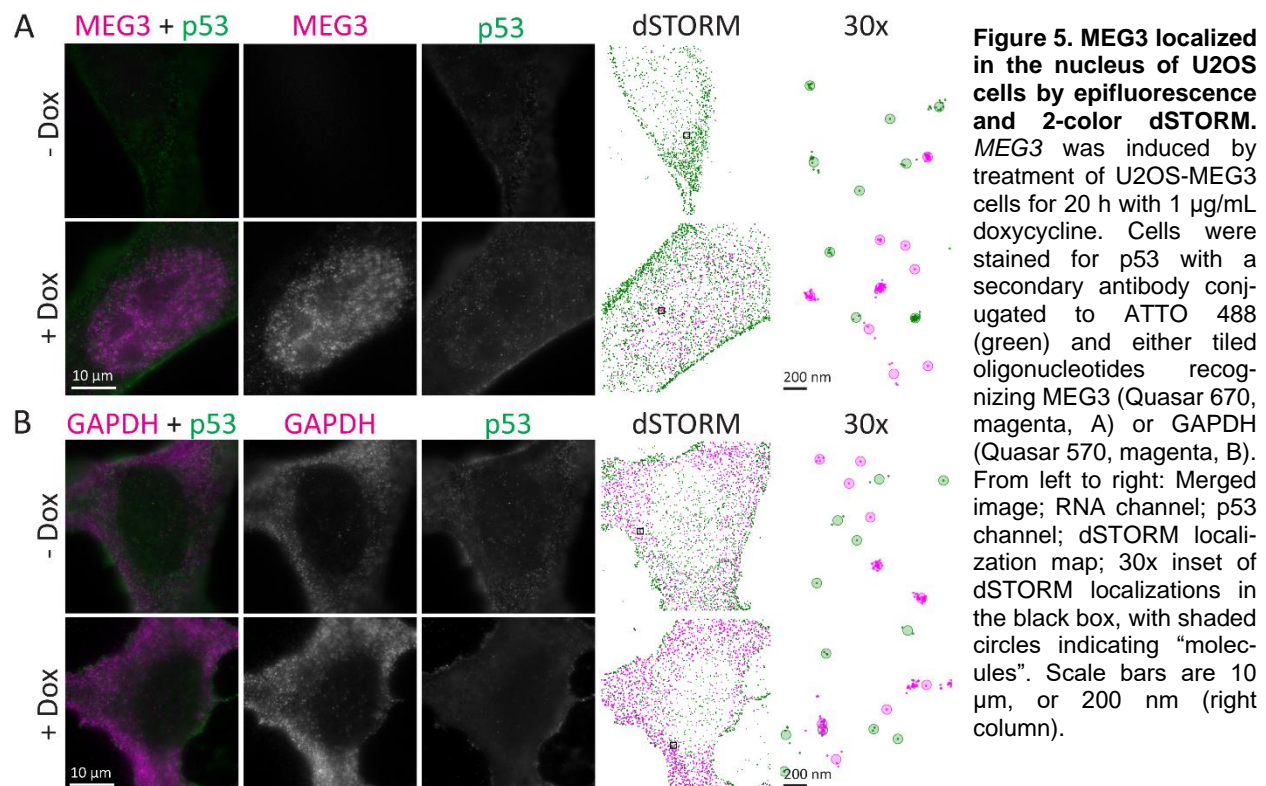 A
MEG3 + p53
MEG3
p53
dSTORM
30x
- Dox
+ Dox
10 µm
200 nm
B
GAPDH + p53
GAPDH
p53
dSTORM
30x
- Dox
+ Dox
10 µm
200 nm
Figure 5. MEG3 localized
in the nucleus of U2OS
cells by epifluorescence
and 2-color dSTORM.
MEG3 was induced by
treatment of U2OS-MEG3
cells for 20 h with 1 µg/mL
doxycycline. Cells were
stained for p53 with a
secondary antibody conj-
ugated to ATTO 488
(green) and either tiled
oligonucleotides recog-
nizing MEG3 (Quasar 670,
magenta, A) or GAPDH
(Quasar 570, magenta, B).
From left to right: Merged
image; RNA channel; p53
channel; dSTORM locali-
zation map; 30x inset of
dSTORM localizations in
the black box, with shaded
circles indicating “molec-
ules”. Scale bars are 10
µm, or 200 nm (right
column).